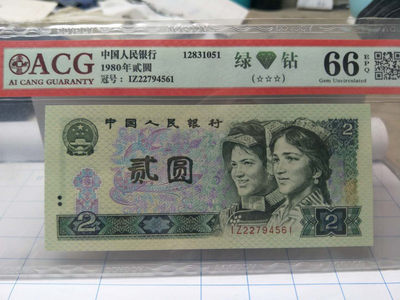 ACG
AI CANG GUARANTY
中国人民银行 12831051
1980年贰圆
冠号：IZ22794561
绿 钻
(☆☆☆)
66 EPQ
Gem Uncirculated
中国人民银行
2
贰圆
IZ22794561
2
2